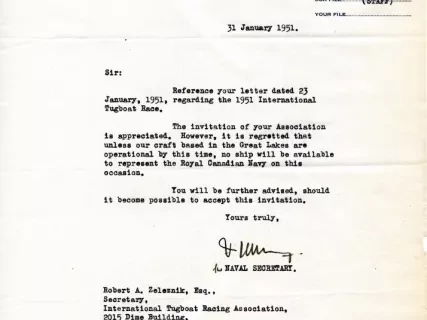 (STAFF)
YOUR FILE
31 January 1951.
Sir:
Reference your letter dated 23
January, 1951, regarding the 1951 International
Tugboat Race.
The invitation of your Association
is appreciated. However, it is regretted that
unless our craft based in the Great Lakes are
operational by this time, no ship will be available
to represent the Royal Canadian Navy on this
occasion.
You will be further advised, should
it become possible to accept this invitation.
Yours truly,
NAVAL SECRETARY.
Robert A. Zeleznik, Esq.,
Secretary,
International Tugboat Racing Association,
2015 Dime Building,